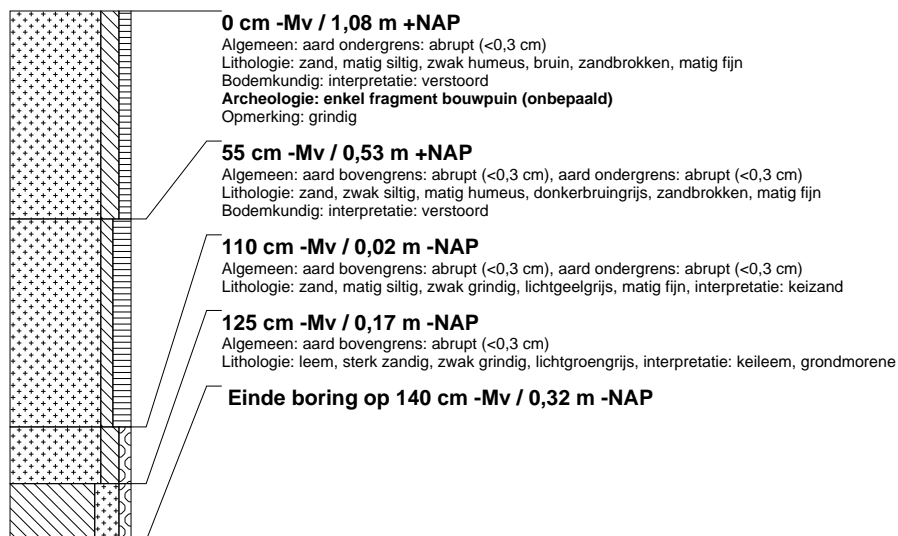 0 cm -Mv / 1,08 m +NAP
Algemeen: aard ondergrens: abrupt (<0,3 cm)
Lithologie: zand, matig siltig, zwak humeus, bruin, zandbrokken, matig fijn
Bodemkundig: interpretatie: verstoord
Archeologie: enkel fragment bouwpuin (onbepaald)
Opmerking: grindig
55 cm -Mv / 0,53 m +NAP
Algemeen: aard bovengrens: abrupt (<0,3 cm), aard ondergrens: abrupt (<0,3 cm)
Lithologie: zand, zwak siltig, matig humeus, donkerbruingrijs, zandbrokken, matig fijn
Bodemkundig: interpretatie: verstoord
110 cm -Mv / 0,02 m -NAP
Algemeen: aard bovengrens: abrupt (<0,3 cm), aard ondergrens: abrupt (<0,3 cm)
Lithologie: zand, matig siltig, zwak grindig, lichtgeelgrijs, matig fijn, interpretatie: keizand
125 cm -Mv / 0,17 m -NAP
Algemeen: aard bovengrens: abrupt (<0,3 cm)
Lithologie: leem, sterk zandig, zwak grindig, lichtgroengrijs, interpretatie: keileem, grondmorene
Einde boring op 140 cm -Mv / 0,32 m -NAP